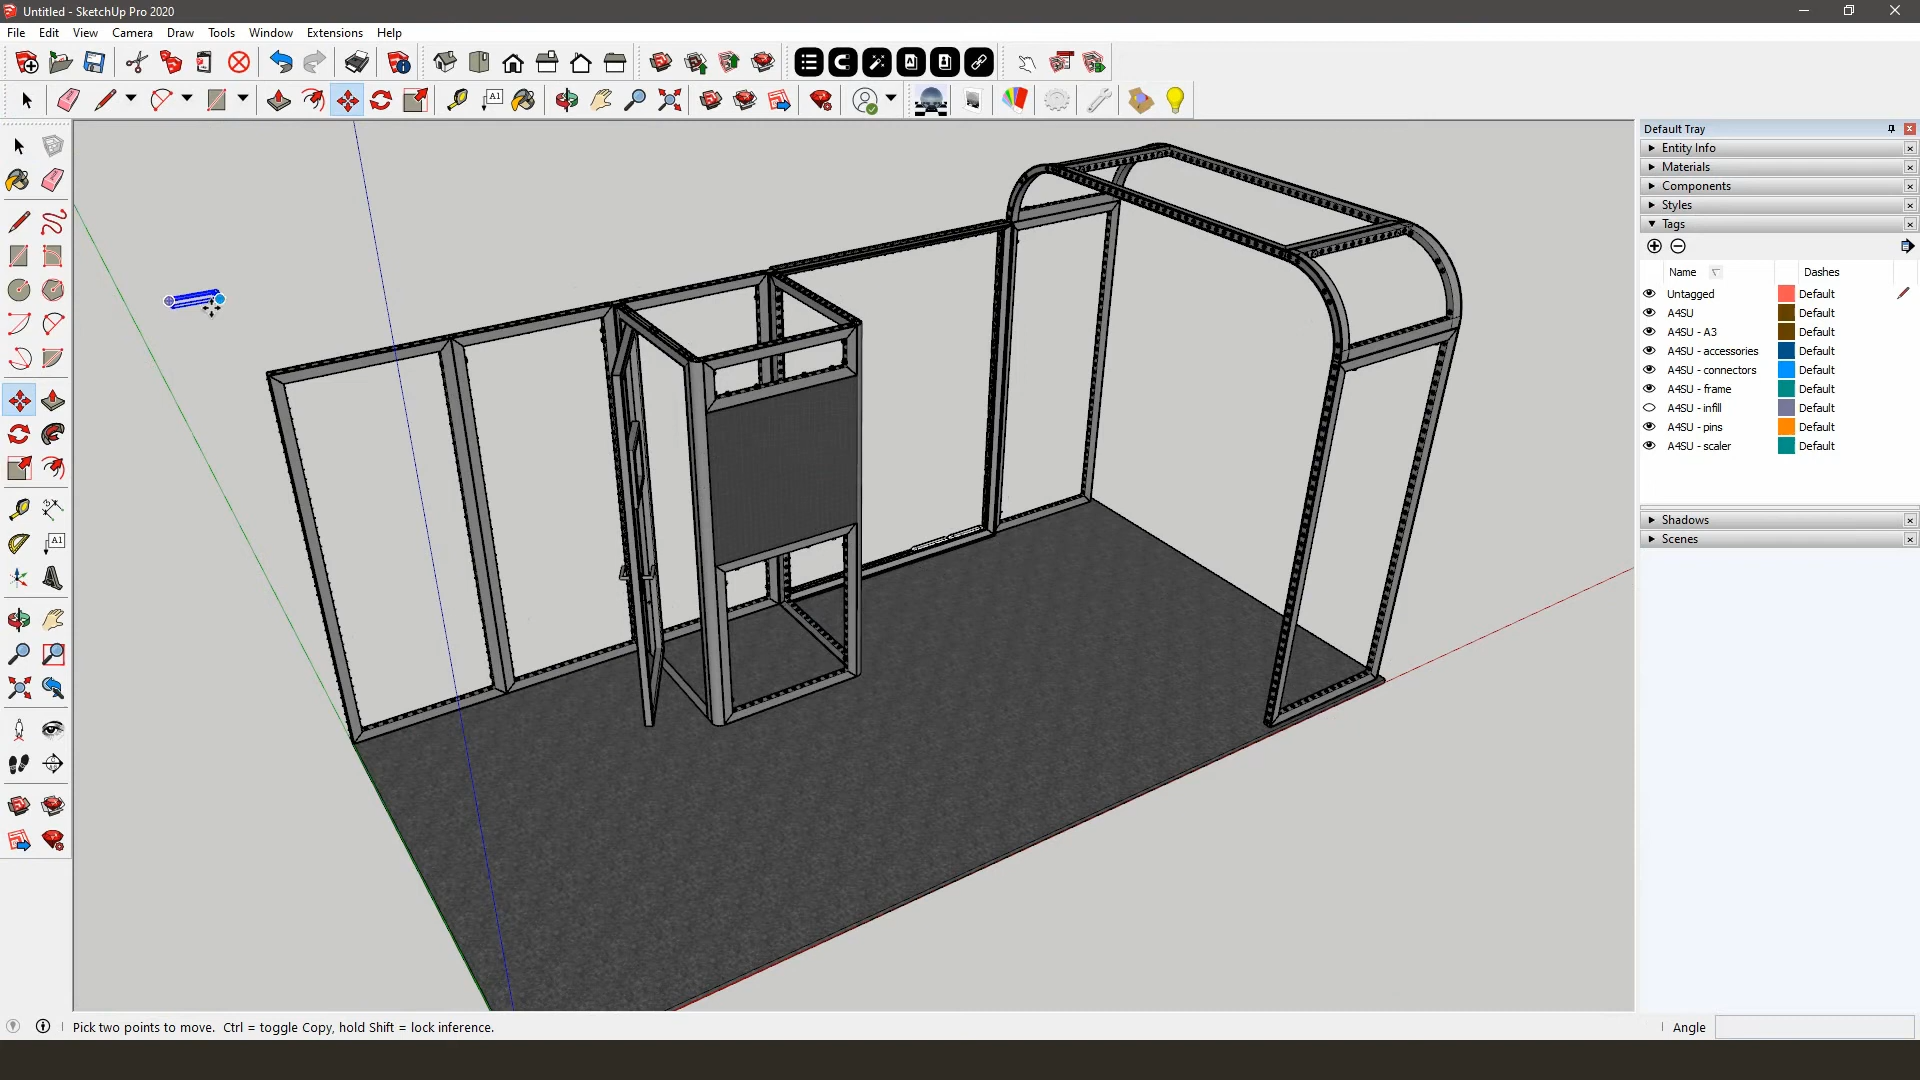 Untitled - SketchUp Pro 2020
File Edit View Camera Draw Tools Window Extensions Help
A1
Default Tray
Entity Info
Materials
Components
Styles
Tags
Name Dashes
Untagged Default
A4SU Default
A4SU - A3 Default
A4SU - accessories Default
A4SU - connectors Default
A4SU - frame Default
A4SU - infill Default
A4SU - pins Default
A4SU - scaler Default
Shadows
Scenes
A1
Pick two points to move. Ctrl = toggle Copy, hold Shift = lock inference.
Angle